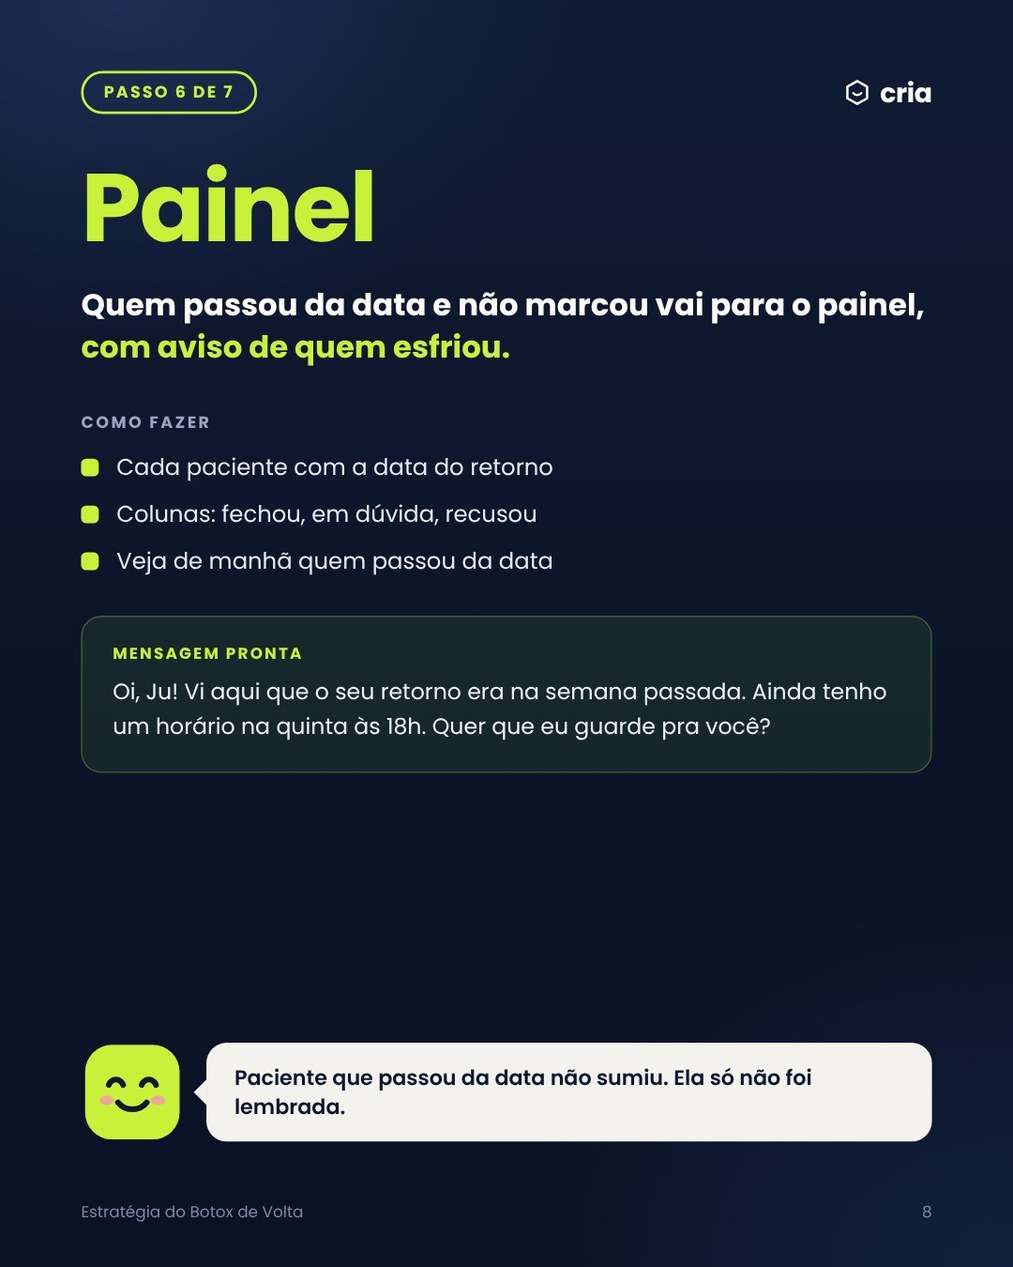 PASSO 6 DE 7
cria
Painel
Quem passou da data e não marcou vai para o painel,
com aviso de quem esfriou.
COMO FAZER
Cada paciente com a data do retorno
Colunas: fechou, em dúvida, recusou
Veja de manhã quem passou da data
MENSAGEM PRONTA
Oi, Ju! Vi aqui que o seu retorno era na semana passada. Ainda tenho
um horário na quinta às 18h. Quer que eu guarde pra você?
Paciente que passou da data não sumiu. Ela só não foi
lembrada.
Estratégia do Botox de Volta
8